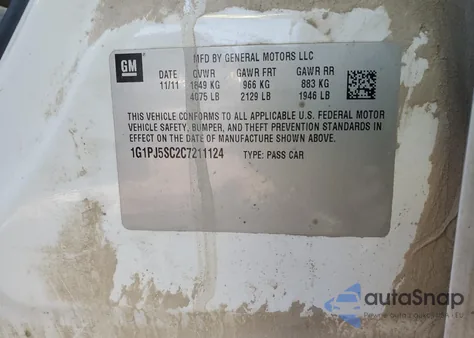 GM
MFD BY GENERAL MOTORS LLC
DATE GVWR GAWR FRT GAWR RR
11/11 1849 KG 966 KG 883 KG
4075 LB 2129 LB 1946 LB
THIS VEHICLE CONFORMS TO ALL APPLICABLE U.S. FEDERAL MOTOR
VEHICLE SAFETY, BUMPER, AND THEFT PREVENTION STANDARDS IN
EFFECT ON THE DATE OF MANUFACTURE SHOWN ABOVE.
1G1PJ5SC2C7211124 TYPE: PASS CAR
autoSnap